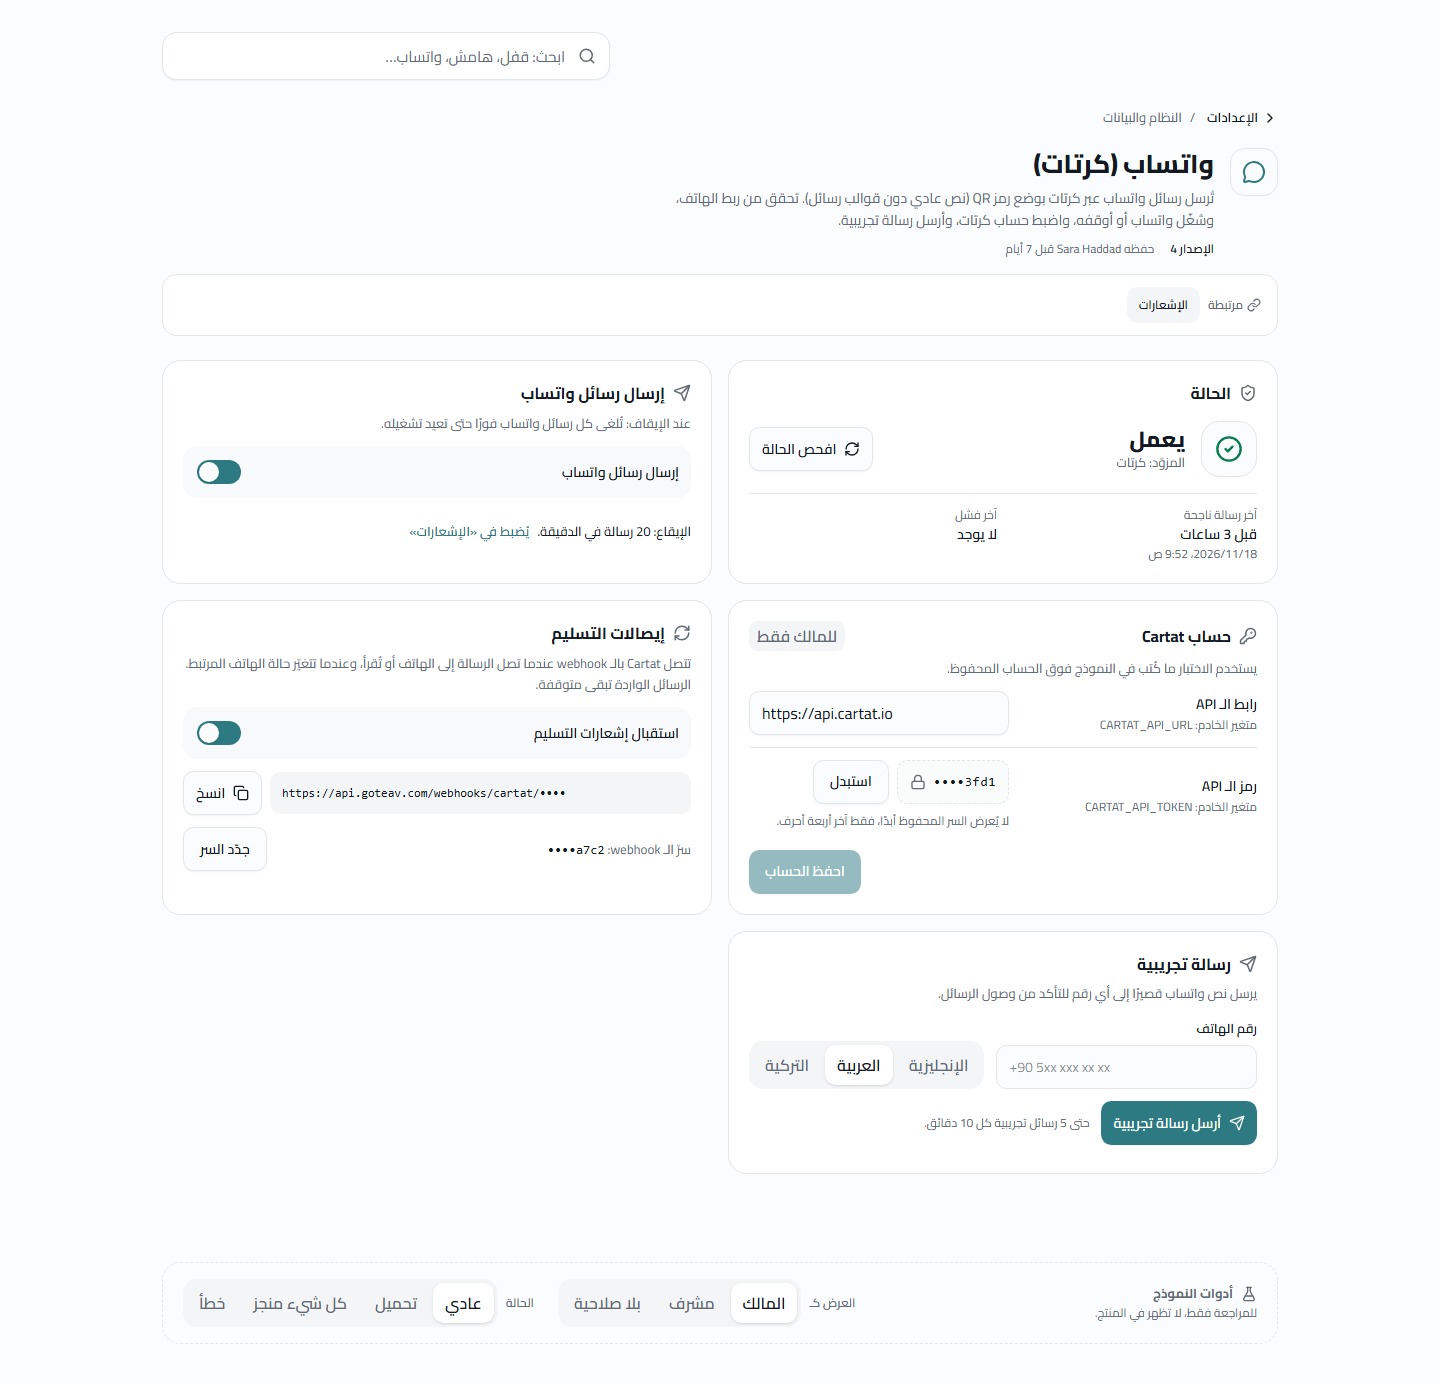 ابحث: قفل، هامش، واتساب...
الإعدادات / النظام والبيانات
واتساب (كرتات)
تُرسل رسائل واتساب عبر كرتات بوضع رمز QR (نص عادي دون قوالب رسائل). تحقق من ربط الهاتف،
وشغّل واتساب أو أوقفه، واضبط حساب كرتات، وأرسل رسالة تجريبية.
الإصدار 4 حفظه Sara Haddad قبل 7 أيام
مرتبطة الإشعارات
الحالة
يعمل
المزوّد: كرتات
افحص الحالة
آخر رسالة ناجحة
قبل 3 ساعات
2026/11/18، 9:52 ص
آخر فشل
لا يوجد
إرسال رسائل واتساب
عند الإيقاف: تُلغى كل رسائل واتساب فورًا حتى تعيد تشغيله.
إرسال رسائل واتساب
الإيقاع: 20 رسالة في الدقيقة. يُضبط في «الإشعارات»
حساب Cartat
للمالك فقط
يستخدم الاختبار ما كُتب في النموذج فوق الحساب المحفوظ.
رابط الـ API
متغير الخادم: CARTAT_API_URL
https://api.cartat.io
رمز الـ API
متغير الخادم: CARTAT_API_TOKEN
••••3fd1
استبدل
لا يُعرض السر المحفوظ أبدًا، فقط آخر أربعة أحرف.
احفظ الحساب
إيصالات التسليم
تتصل Cartat بالـ webhook عندما تصل الرسالة إلى الهاتف أو تُقرأ، وعندما تتغيّر حالة الهاتف المرتبط.
الرسائل الواردة تبقى متوقفة.
استقبال إشعارات التسليم
https://api.goteav.com/webhooks/cartat/••••
انسخ
سرّ الـ webhook: ••••a7c2
جدّد السر
رسالة تجريبية
يرسل نص واتساب قصيرًا إلى أي رقم للتأكد من وصول الرسائل.
رقم الهاتف
+90 5xx xxx xx xx
الإنجليزية العربية التركية
أرسل رسالة تجريبية
حتى 5 رسائل تجريبية كل 10 دقائق.
أدوات النموذج
للمراجعة فقط، لا تظهر في المنتج.
العرض كـ المالك مشرف بلا صلاحية
الحالة عادي تحميل كل شيء منجز خطأ